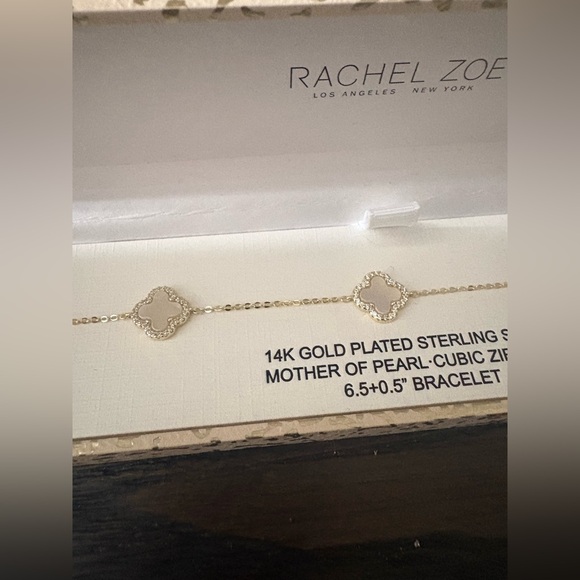 RACHEL ZOE
LOS ANGELES NEW YORK
14K GOLD PLATED STERLING S
MOTHER OF PEARL·CUBIC ZIR
6.5+0.5" BRACELET